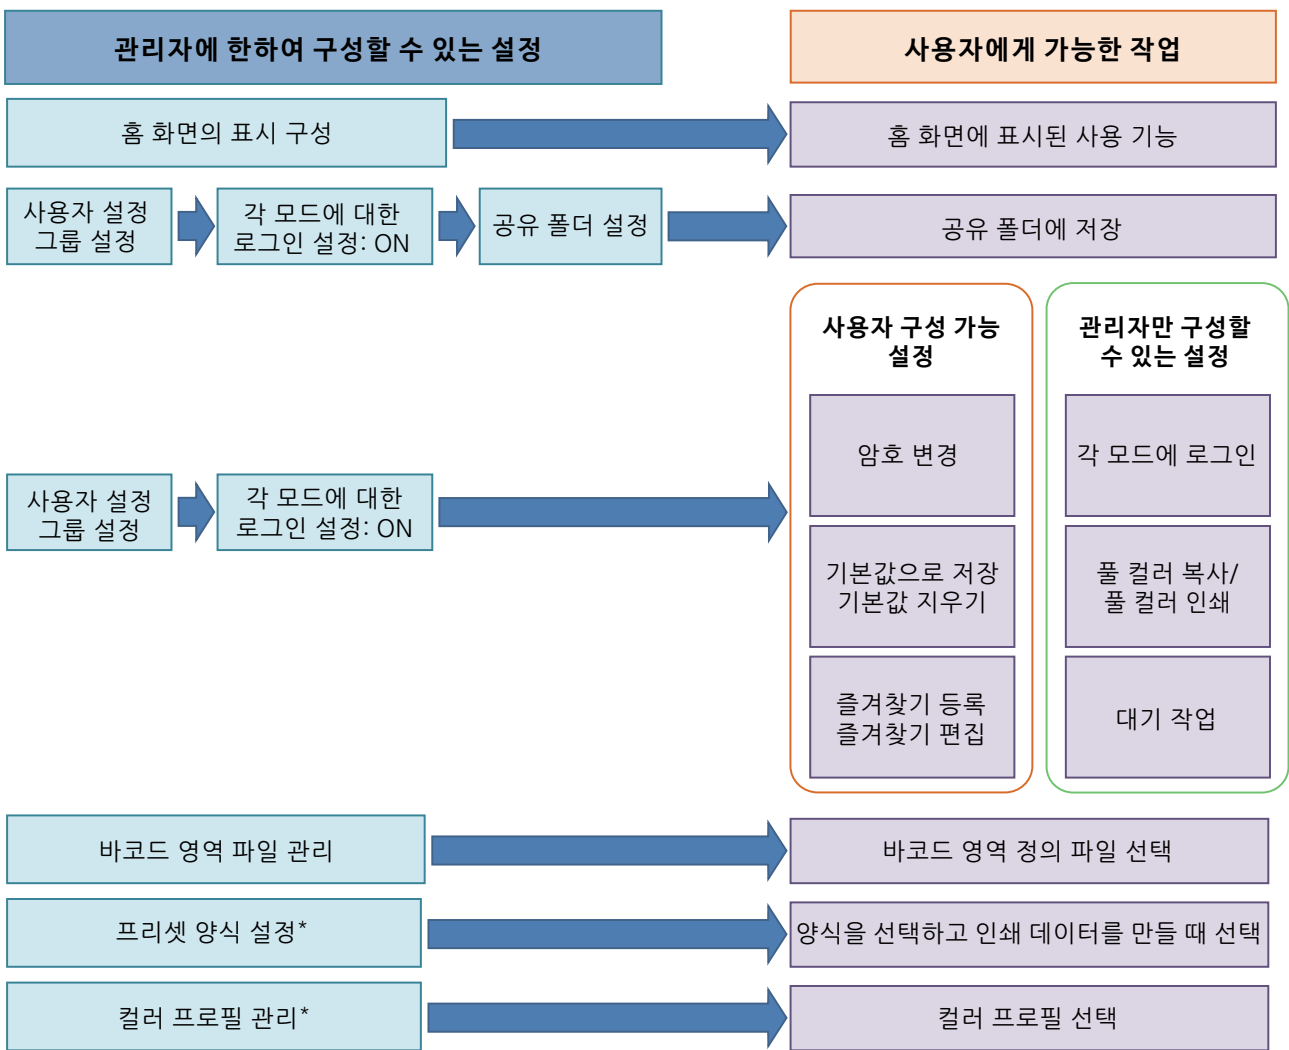 관리자에 한하여 구성할 수 있는 설정
사용자에게 가능한 작업
홈 화면의 표시 구성
홈 화면에 표시된 사용 기능
사용자 설정
그룹 설정
각 모드에 대한
로그인 설정: ON
공유 폴더 설정
공유 폴더에 저장
사용자 설정
그룹 설정
각 모드에 대한
로그인 설정: ON
사용자 구성 가능
설정
암호 변경
기본값으로 저장
기본값 지우기
즐겨찾기 등록
즐겨찾기 편집
관리자만 구성할
수 있는 설정
각 모드에 로그인
풀 컬러 복사/
풀 컬러 인쇄
대기 작업
바코드 영역 파일 관리
바코드 영역 정의 파일 선택
프리셋 양식 설정*
양식을 선택하고 인쇄 데이터를 만들 때 선택
컬러 프로필 관리*
컬러 프로필 선택